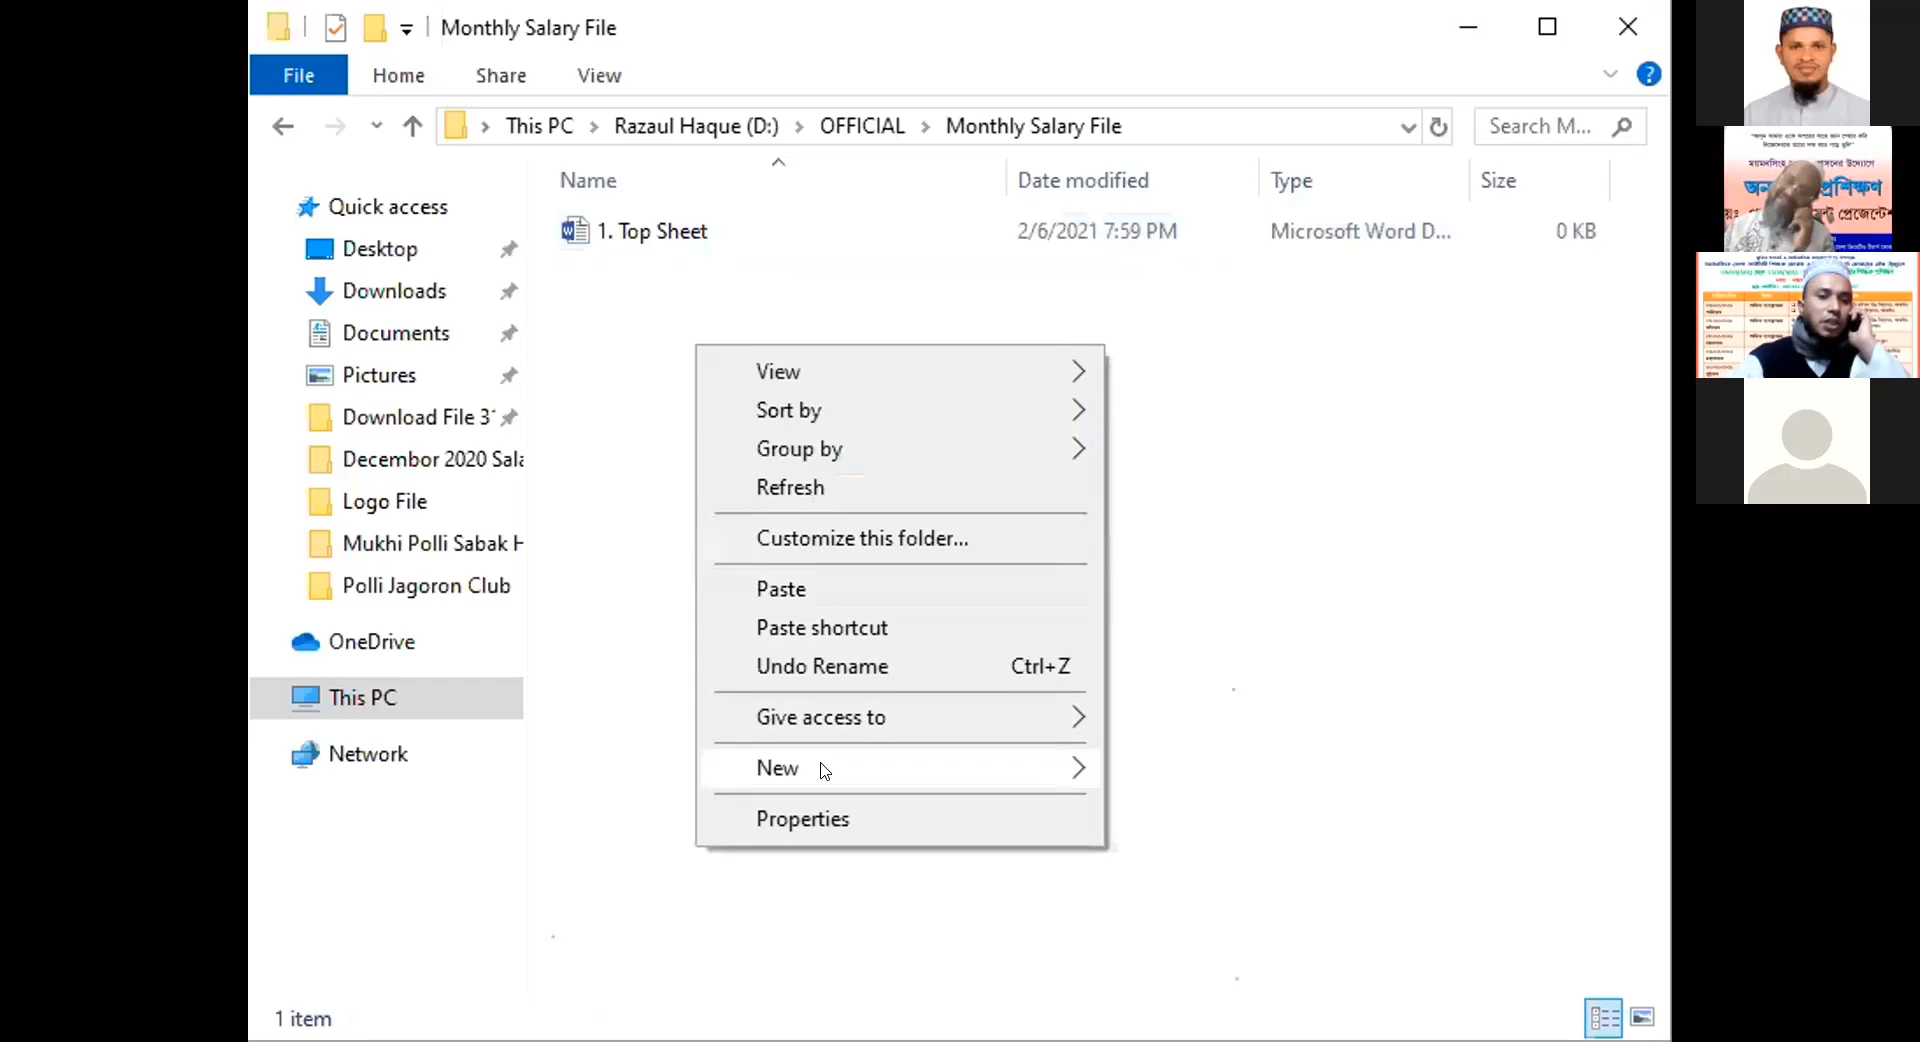 Monthly Salary File
File
Home
Share
View
This PC
Razaul Haque (D:)
OFFICIAL
Monthly Salary File
Search M...
Name
Date modified
Type
Size
1. Top Sheet
2/6/2021 7:59 PM
Microsoft Word D...
0 KB
Quick access
Desktop
Downloads
Documents
Pictures
Download File 3
Decembor 2020 Sala
Logo File
Mukhi Polli Sabak H
Polli Jagoron Club
OneDrive
This PC
Network
View
Sort by
Group by
Refresh
Customize this folder...
Paste
Paste shortcut
Undo Rename Ctrl+Z
Give access to
New
Properties
1 item